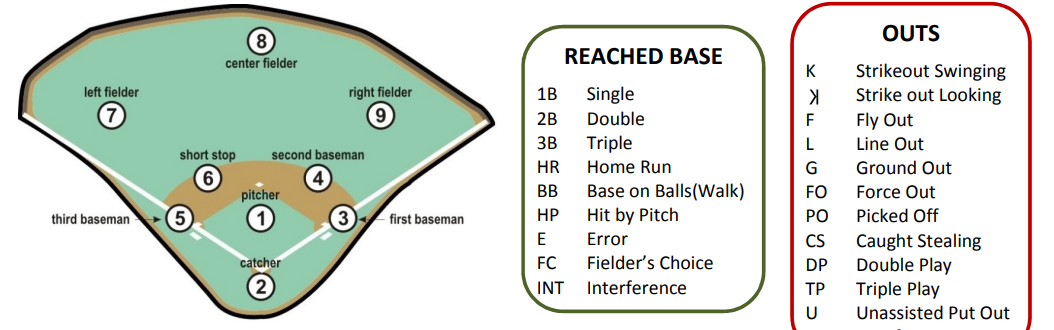 8
center fielder
left fielder
7
right fielder
9
short stop
6
second baseman
4
pitcher
1
third baseman
5
3
first baseman
catcher
2
REACHED BASE
1B Single
2B Double
3B Triple
HR Home Run
BB Base on Balls(Walk)
HP Hit by Pitch
E Error
FC Fielder's Choice
INT Interference
OUTS
K Strikeout Swinging
ꓘ Strike out Looking
F Fly Out
L Line Out
G Ground Out
FO Force Out
PO Picked Off
CS Caught Stealing
DP Double Play
TP Triple Play
U Unassisted Put Out